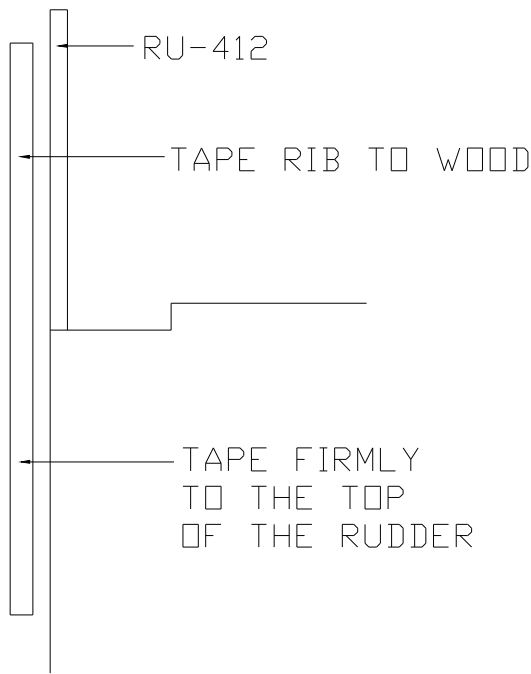 RU-412
TAPE RIB TO WOOD
TAPE FIRMLY
TO THE TOP
OF THE RUDDER